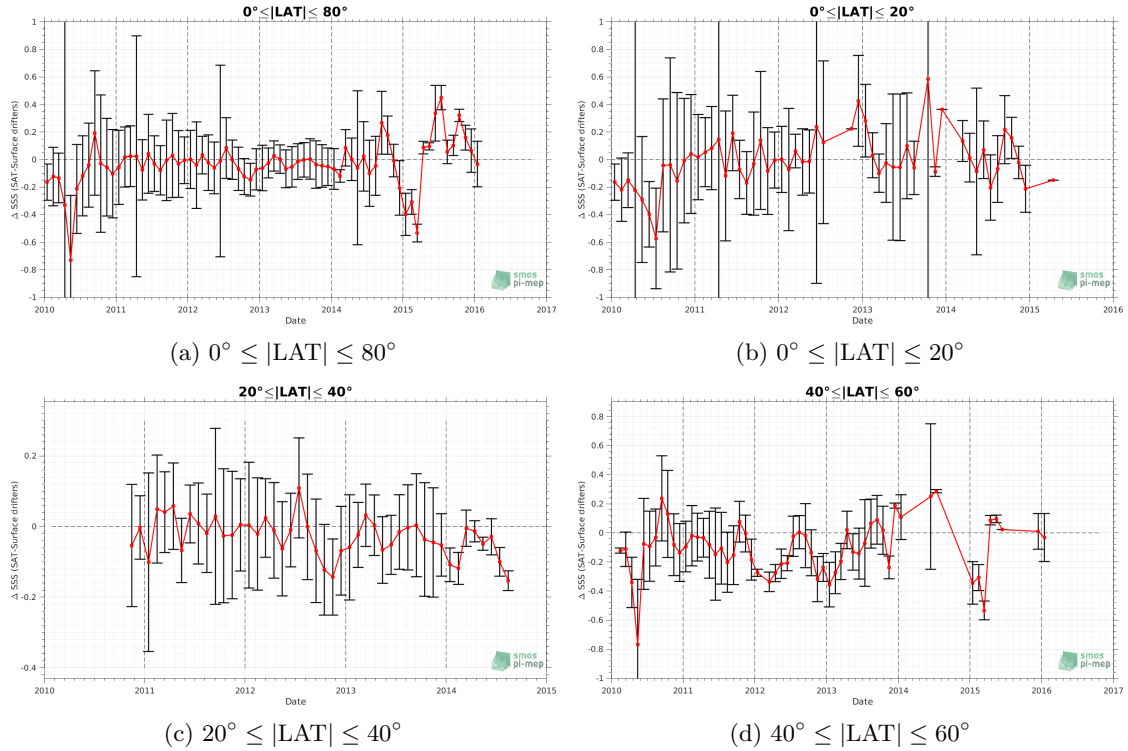 0°≤|LAT|≤ 80°
Δ SSS (SAT-Surface drifters)
1
0.8
0.6
0.4
0.2
0
-0.2
-0.4
-0.6
-0.8
-1
2010 2011 2012 2013 2014 2015 2016 2017
Date
smos
pi-mep
(a) 0° ≤ |LAT| ≤ 80°
0°≤|LAT|≤ 20°
Δ SSS (SAT-Surface drifters)
1
0.8
0.6
0.4
0.2
0
-0.2
-0.4
-0.6
-0.8
-1
2010 2011 2012 2013 2014 2015 2016
Date
smos
pi-mep
(b) 0° ≤ |LAT| ≤ 20°
20°≤|LAT|≤ 40°
Δ SSS (SAT-Surface drifters)
0.2
0
-0.2
-0.4
2010 2011 2012 2013 2014 2015
Date
smos
pi-mep
(c) 20° ≤ |LAT| ≤ 40°
40°≤|LAT|≤ 60°
Δ SSS (SAT-Surface drifters)
0.8
0.6
0.4
0.2
0
-0.2
-0.4
-0.6
-0.8
-1
2010 2011 2012 2013 2014 2015 2016 2017
Date
smos
pi-mep
(d) 40° ≤ |LAT| ≤ 60°